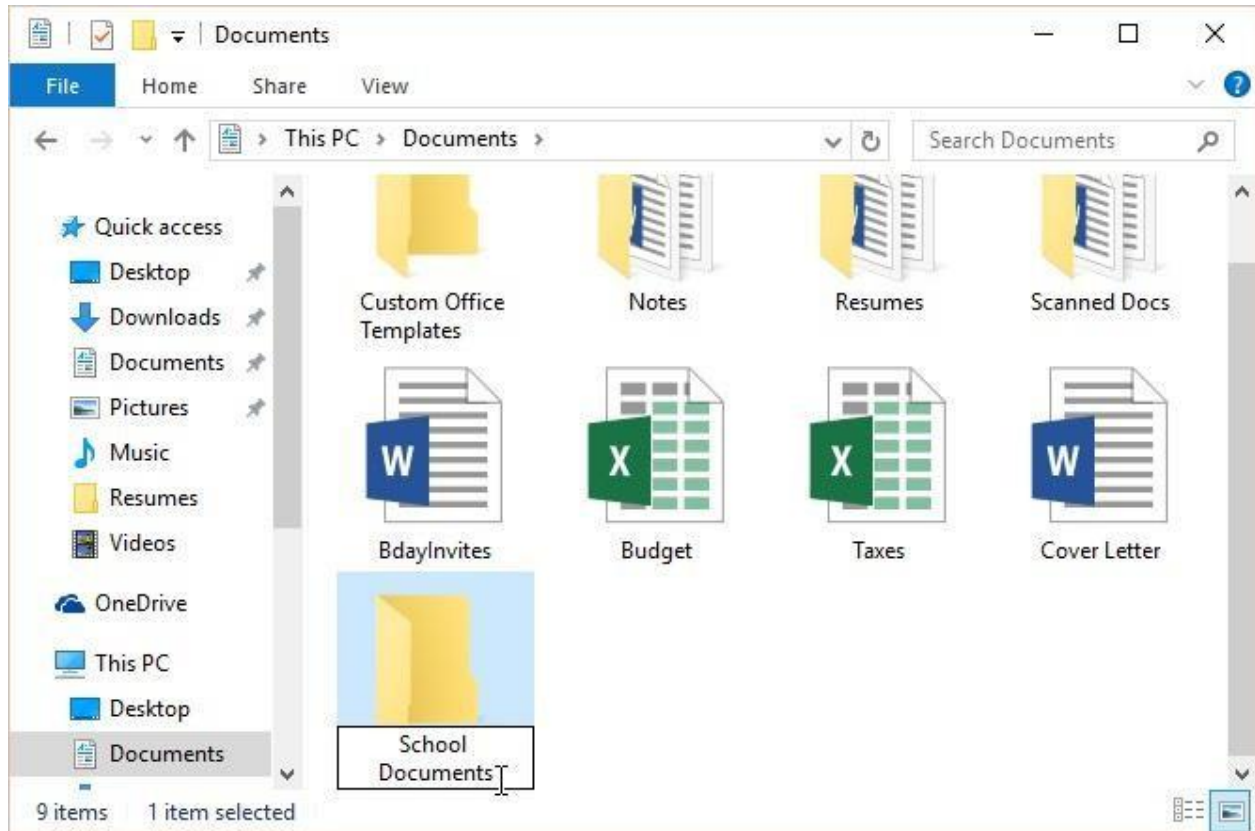 Documents
File Home Share View
?
This PC > Documents >
Search Documents
Quick access
Desktop
Downloads
Documents
Pictures
Music
Resumes
Videos
OneDrive
This PC
Desktop
Documents
Custom Office
Templates
Notes
Resumes
Scanned Docs
W
X
X
W
BdayInvites
Budget
Taxes
Cover Letter
School
Documents
9 items 1 item selected